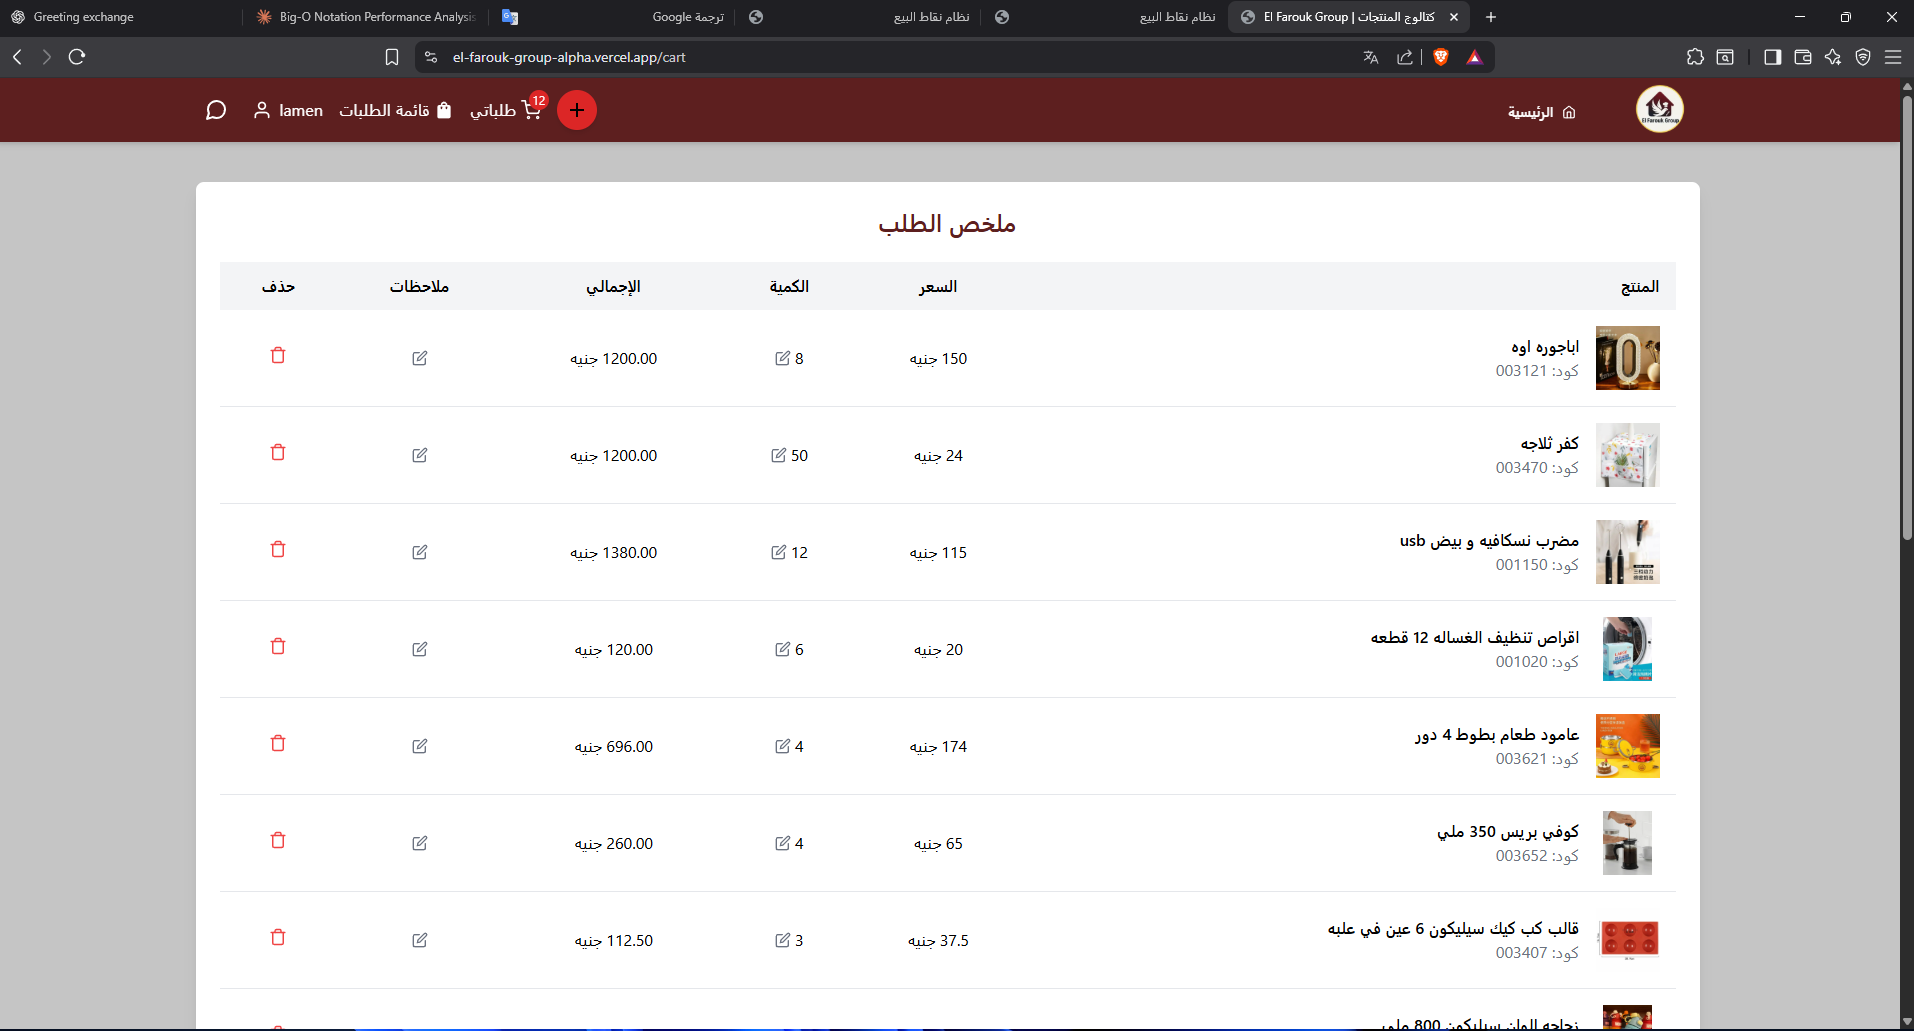 Greeting exchange
Big-O Notation Performance Analysis
ترجمة Google
نظام نقاط البيع
نظام نقاط البيع
كتالوج المنتجات | El Farouk Group
el-farouk-group-alpha.vercel.app/cart
الرئيسية
12
طلباتي
قائمة الطلبات
lamen
El Farouk Group
ملخص الطلب
المنتج السعر الكمية الإجمالي ملاحظات حذف
اباجوره اوه
كود: 003121
150 جنيه 8 1200.00 جنيه
كفر ثلاجه
كود: 003470
24 جنيه 50 1200.00 جنيه
مضرب نسكافيه و بيض usb
كود: 001150
115 جنيه 12 1380.00 جنيه
اقراص تنظيف الغساله 12 قطعه
كود: 001020
20 جنيه 6 120.00 جنيه
عامود طعام بطوط 4 دور
كود: 003621
174 جنيه 4 696.00 جنيه
كوفي بريس 350 ملي
كود: 003652
65 جنيه 4 260.00 جنيه
قالب كب كيك سيليكون 6 عين في علبه
كود: 003407
37.5 جنيه 3 112.50 جنيه
زجاجه الوان سيليكون 800 ملي